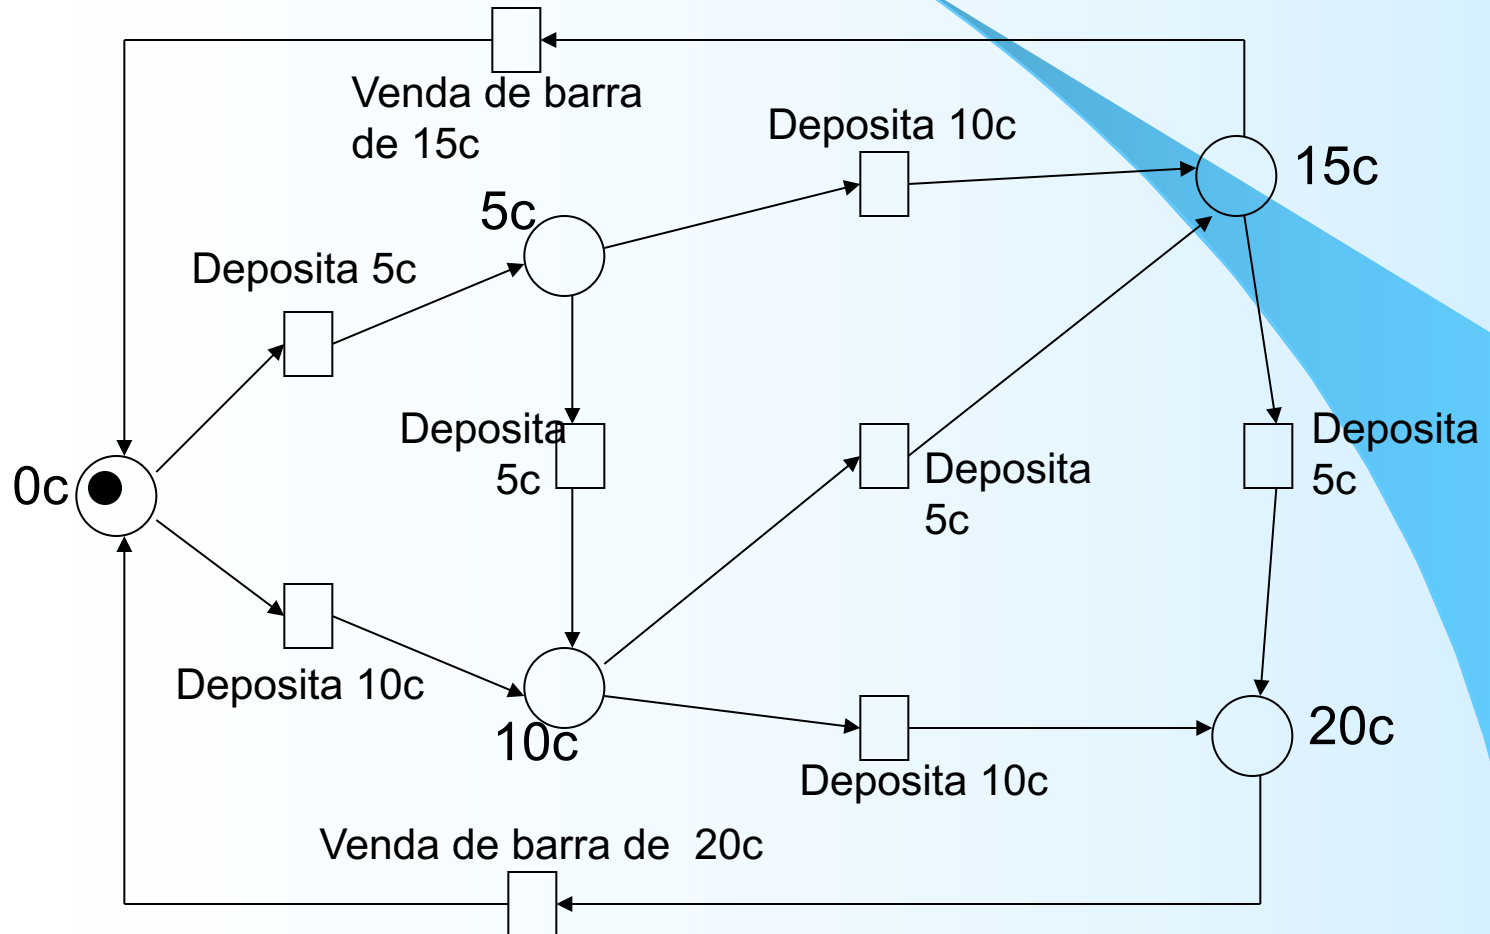 Venda de barra
de 15c
Deposita 10c
15c
5c
Deposita 5c
Deposita
5c
Deposita
5c
Deposita
5c
0c
Deposita 10c
10c
20c
Deposita 10c
Venda de barra de  20c